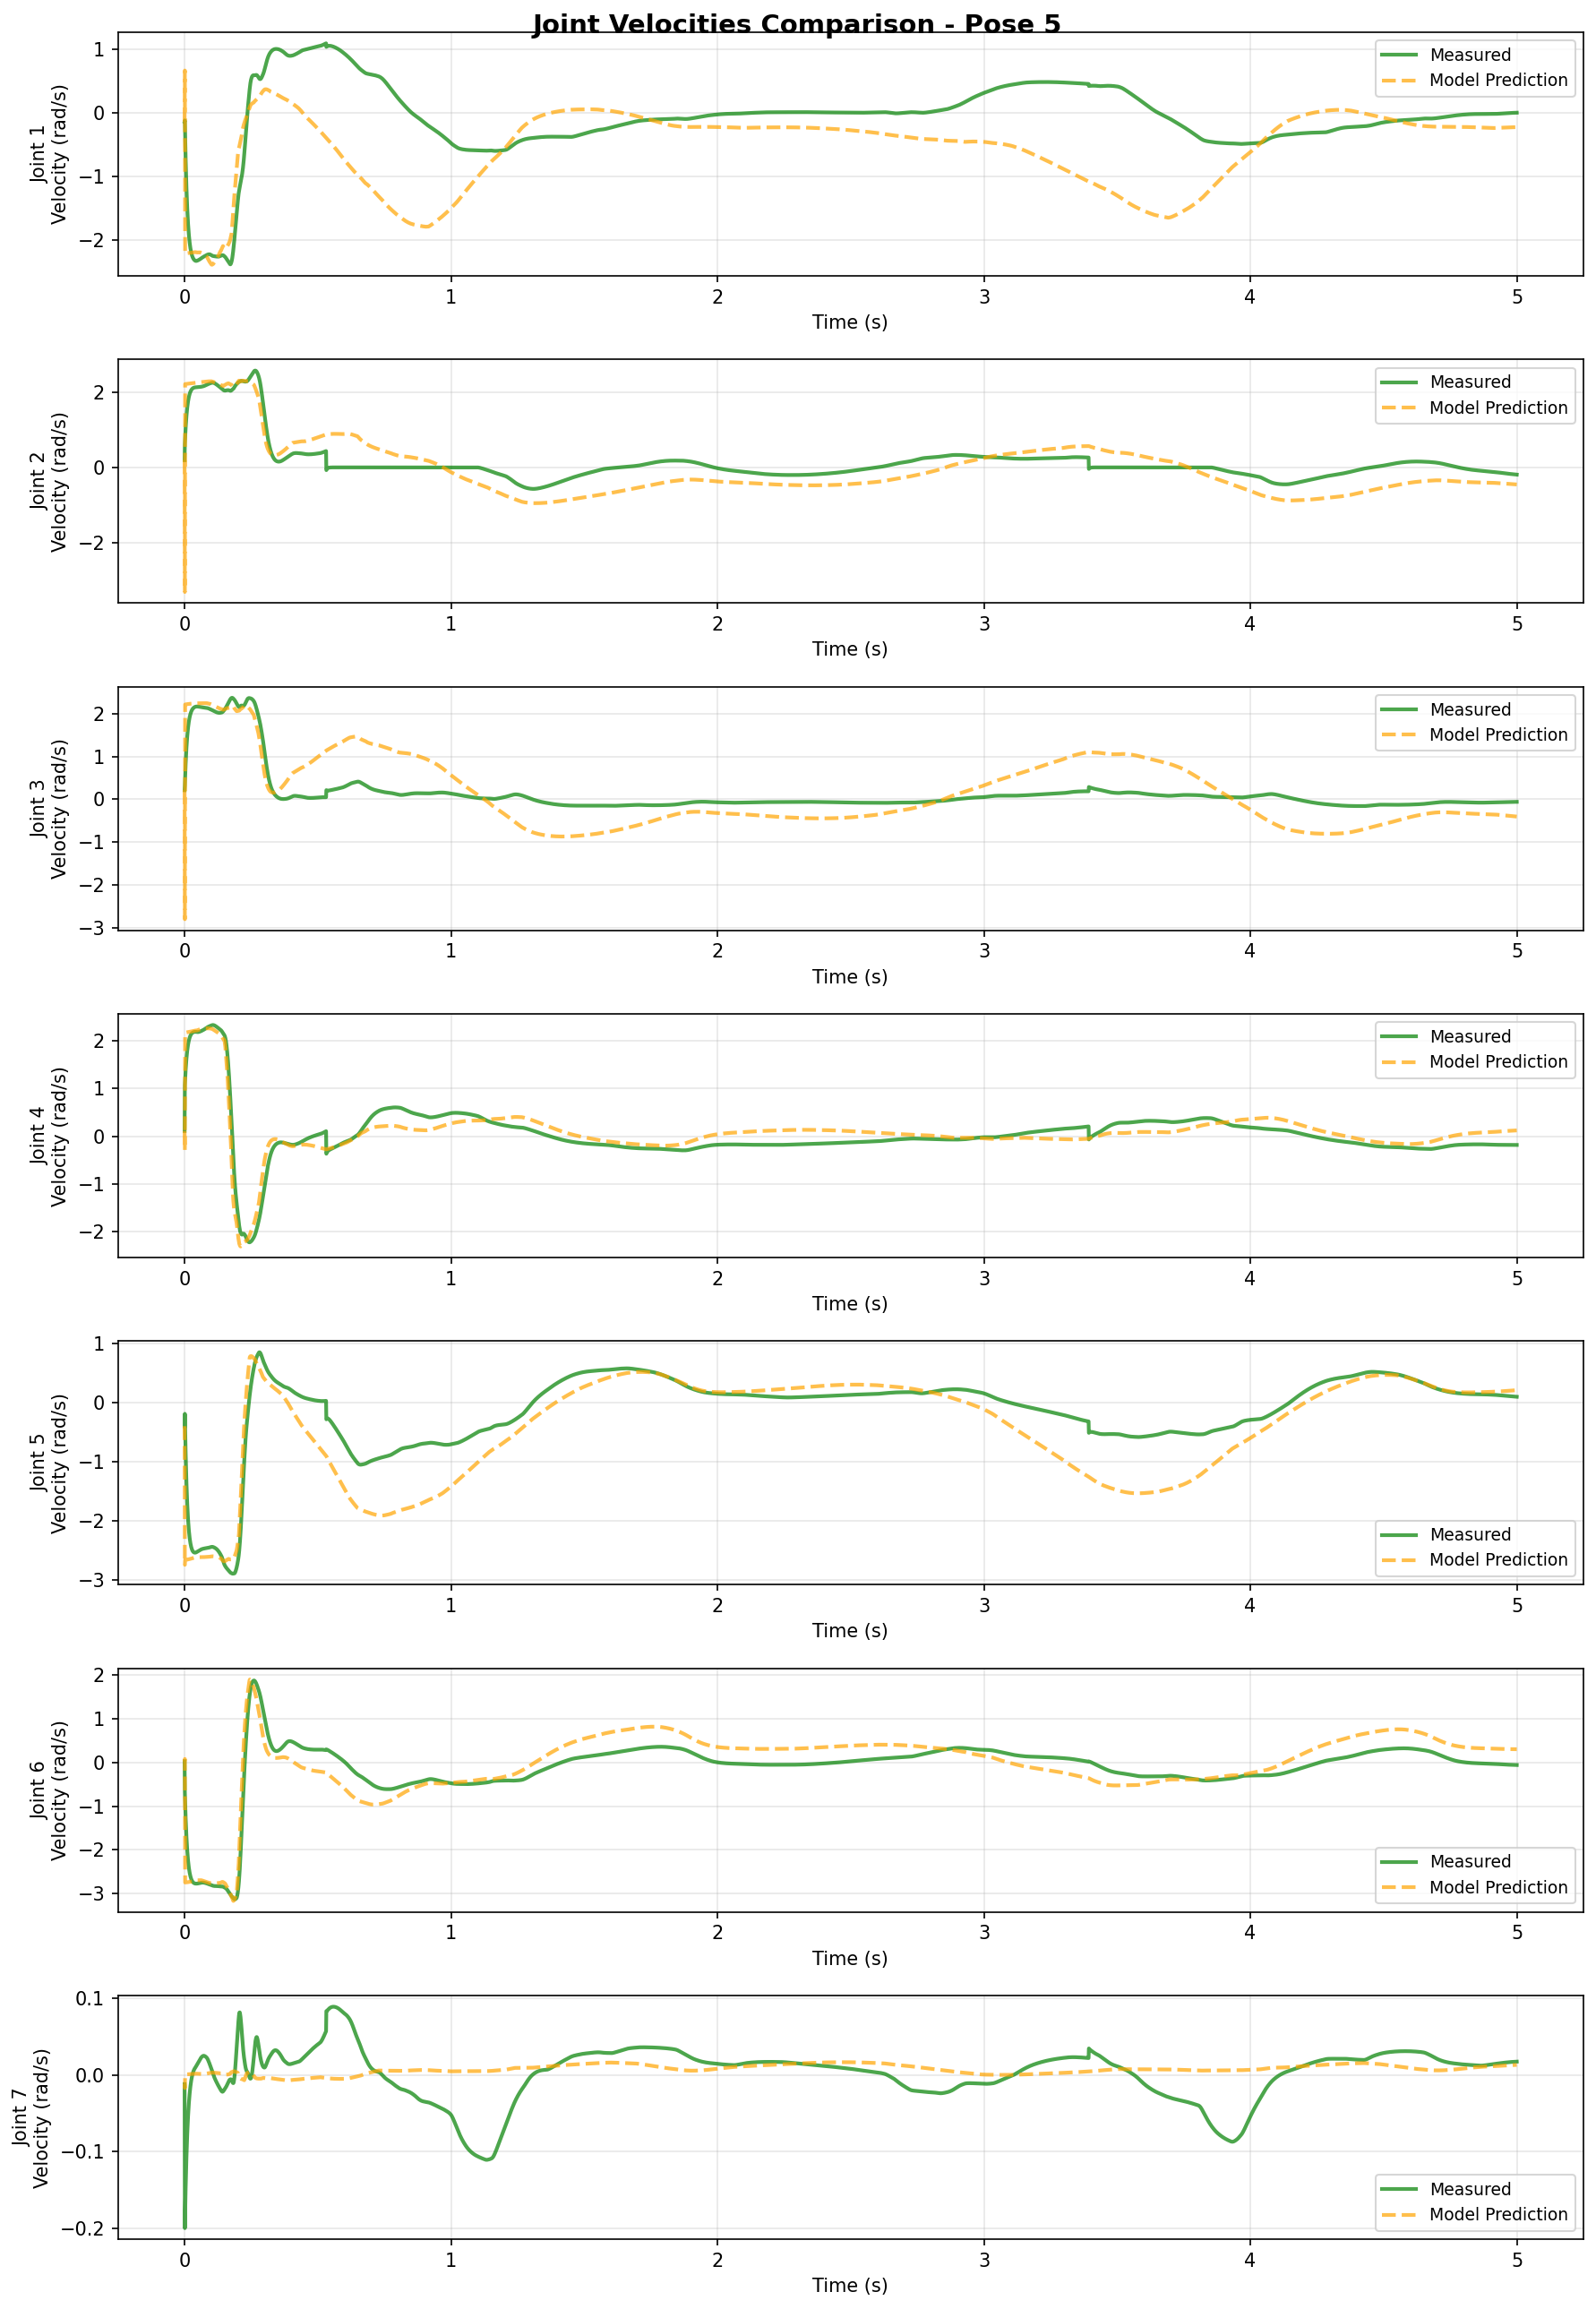 Joint Velocities Comparison - Pose 5
Joint 1
Velocity (rad/s)
1
0
−1
−2
Measured
Model Prediction
0 1 2 3 4 5
Time (s)
Joint 2
Velocity (rad/s)
2
0
−2
Measured
Model Prediction
0 1 2 3 4 5
Time (s)
Joint 3
Velocity (rad/s)
2
1
0
−1
−2
−3
Measured
Model Prediction
0 1 2 3 4 5
Time (s)
Joint 4
Velocity (rad/s)
2
1
0
−1
−2
Measured
Model Prediction
0 1 2 3 4 5
Time (s)
Joint 5
Velocity (rad/s)
1
0
−1
−2
−3
Measured
Model Prediction
0 1 2 3 4 5
Time (s)
Joint 6
Velocity (rad/s)
2
1
0
−1
−2
−3
Measured
Model Prediction
0 1 2 3 4 5
Time (s)
Joint 7
Velocity (rad/s)
0.1
0.0
−0.1
−0.2
Measured
Model Prediction
0 1 2 3 4 5
Time (s)